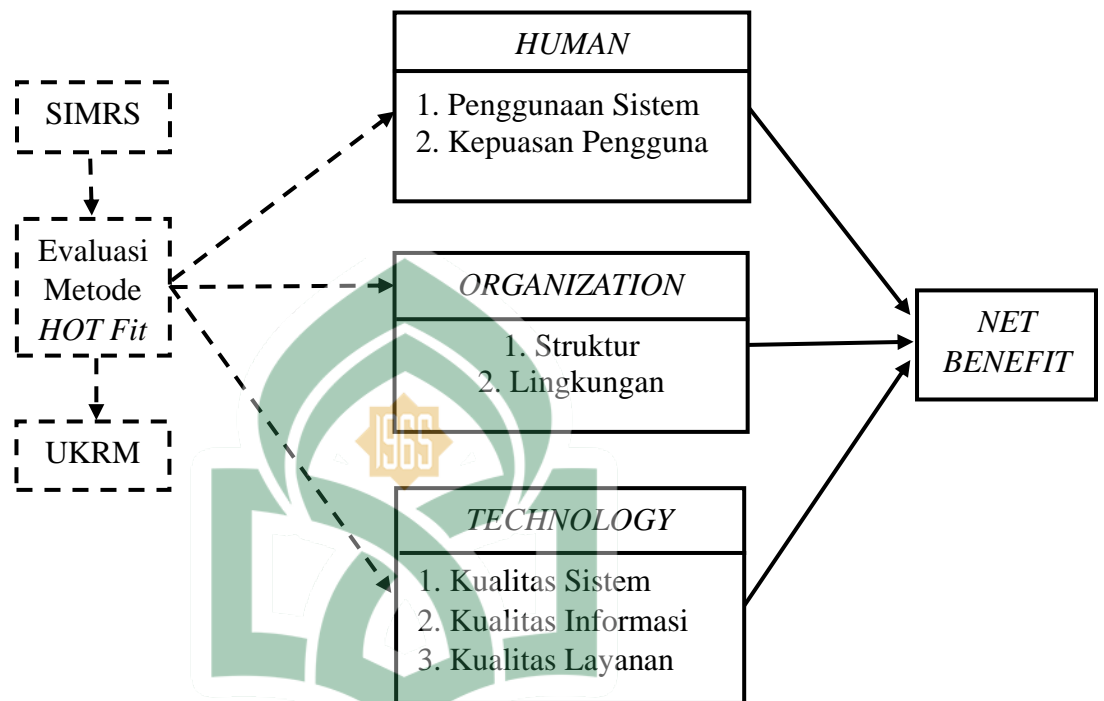 SIMRS
Evaluasi
Metode
HOT Fit
UKRM
HUMAN
1. Penggunaan Sistem
2. Kepuasan Pengguna
ORGANIZATION
1. Struktur
2. Lingkungan
1965
TECHNOLOGY
1. Kualitas Sistem
2. Kualitas Informasi
3. Kualitas Layanan
NET
BENEFIT